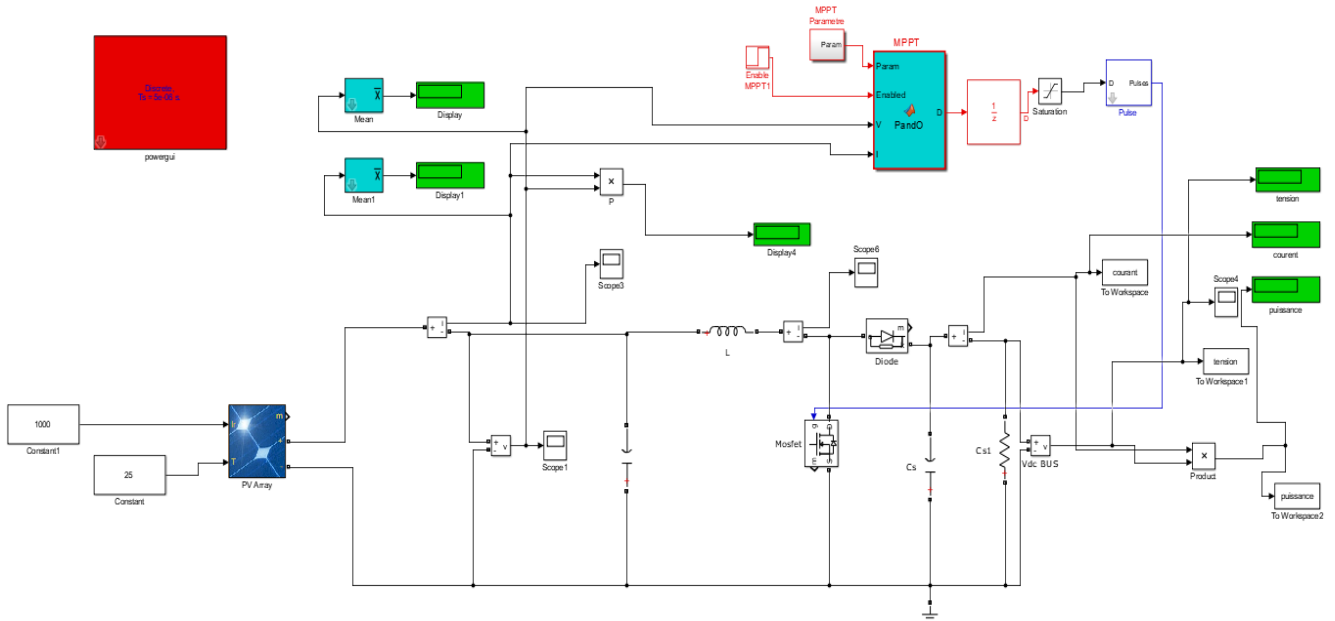 MPPT
Parametre
Param
MPPT
Enable
MPPT1
Param
Enabled
V
I
PandO
D
1
z
D
Saturation
D
Pulses
Pulse
Discrete,
Ts = 5e-06 s.
powergui
x
Mean
Display
x
Mean1
Display1
×
P
Display4
Scope3
Scope6
tension
courent
courant
To Workspace
Scope4
puissance
tension
To Workspace1
+
i
-
L
+
i
-
m
Diode
+
i
-
1000
Constant1
25
Constant
Ir
T
m
+
-
PV Array
+
v
-
Scope1
g
D
S
m
Mosfet
Cs
Cs1
+
v
-
Vdc BUS
×
Product
puissance
To Workspace2